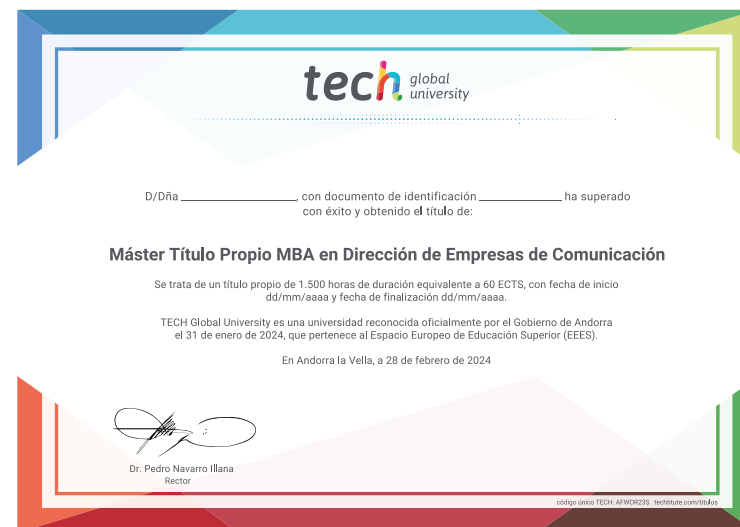 tech global university
D/Dña ______________, con documento de identificación ______________ ha superado
con éxito y obtenido el título de:
Máster Título Propio MBA en Dirección de Empresas de Comunicación
Se trata de un título propio de 1.500 horas de duración equivalente a 60 ECTS, con fecha de inicio
dd/mm/aaaa y fecha de finalización dd/mm/aaaa.
TECH Global University es una universidad reconocida oficialmente por el Gobierno de Andorra
el 31 de enero de 2024, que pertenece al Espacio Europeo de Educación Superior (EEES).
En Andorra la Vella, a 28 de febrero de 2024
Dr. Pedro Navarro Illana
Rector
código único TECH: AFWOR23S techtitute.com/titulos